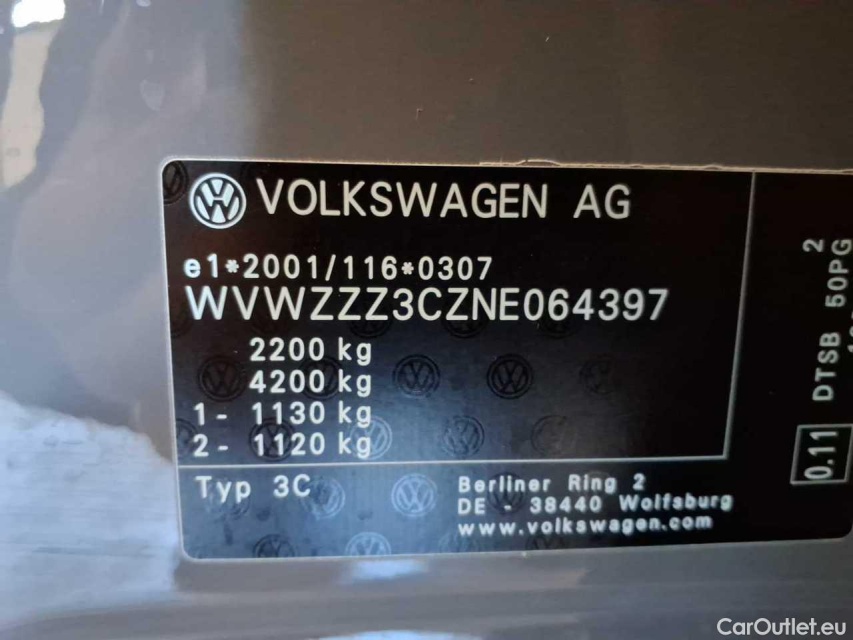 VOLKSWAGEN AG
e1*2001/116*0307
WVWZZZ3CZNE064397
2200 kg
4200 kg
1- 1130 kg
2- 1120 kg
Typ 3C
Berliner Ring 2
DE - 38440 Wolfsburg
www.volkswagen.com
2
DTSB 50PG
0.11
CarOutlet.eu